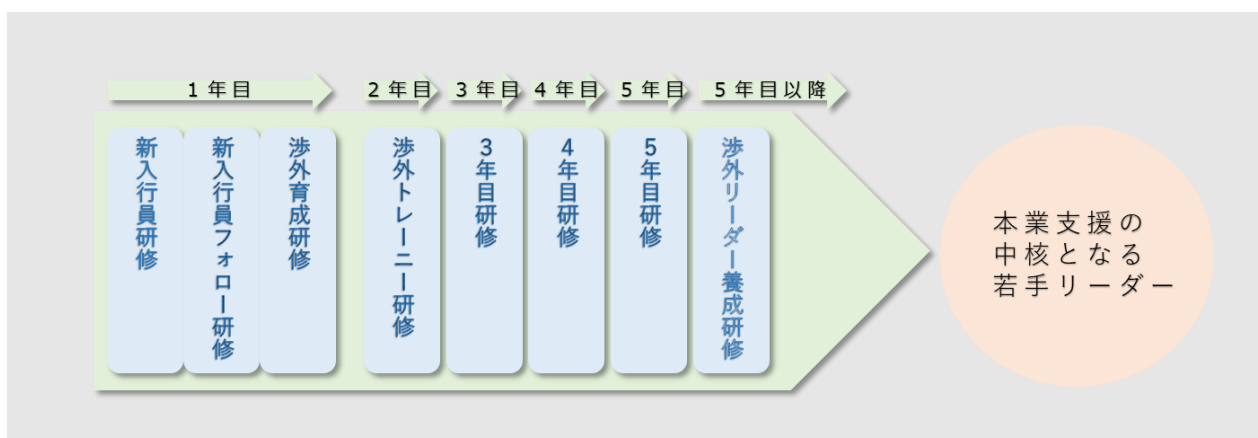 1年目
2年目
3年目
4年目
5年目
5年目以降
新入行員研修
新入行員フォロー研修
渉外育成研修
渉外トレーニー研修
3年目研修
4年目研修
5年目研修
渉外リーダー養成研修
本業支援の
中核となる
若手リーダー